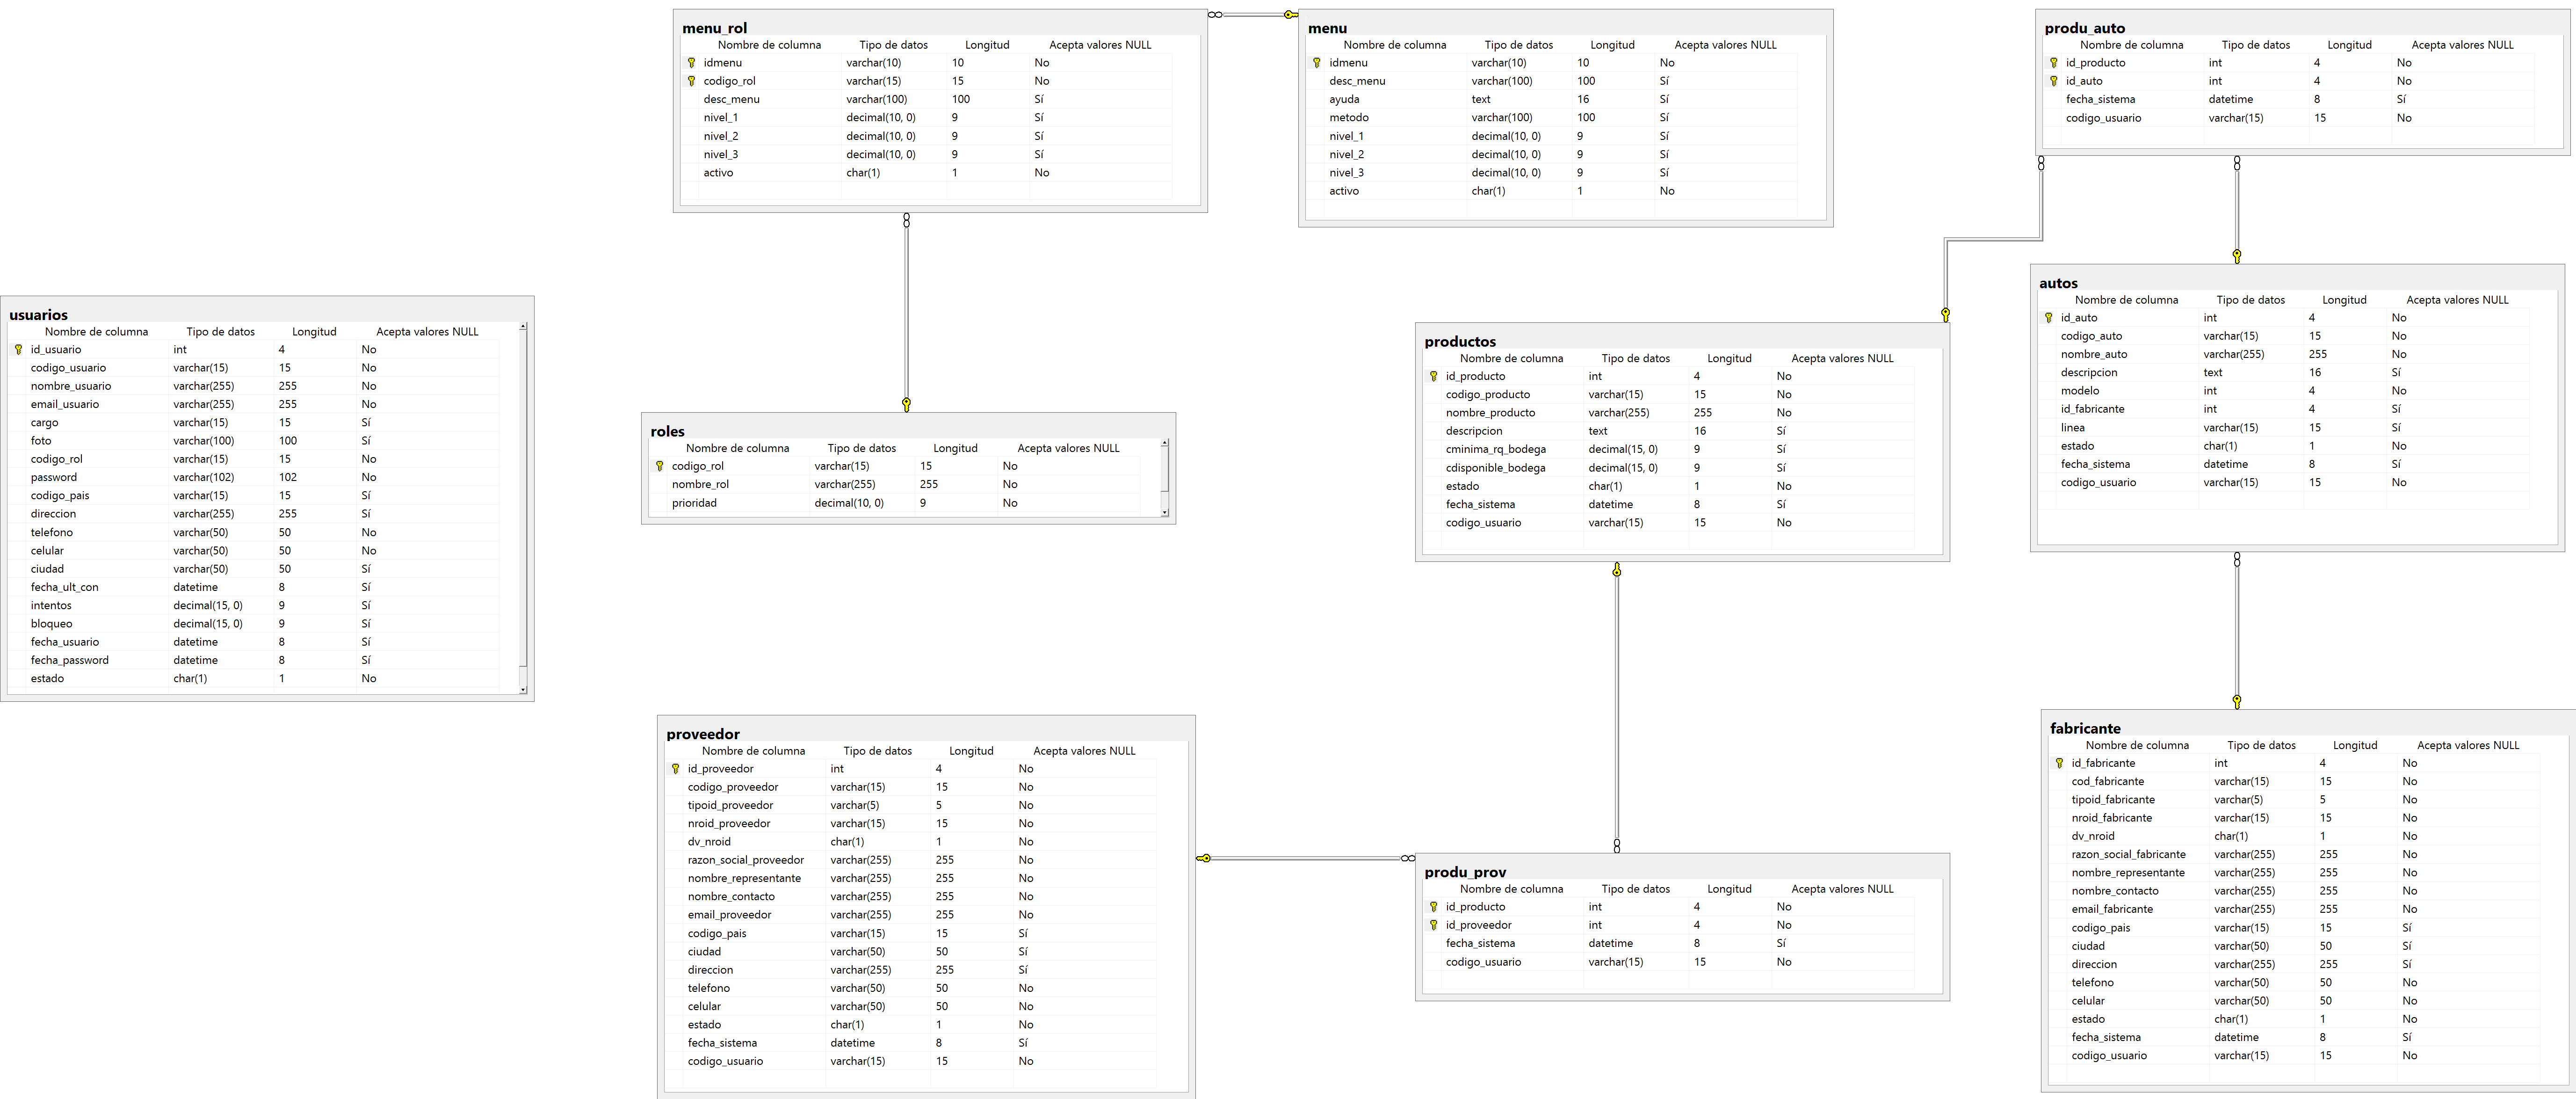 menu_rol
Nombre de columna Tipo de datos Longitud Acepta valores NULL
idmenu varchar(10) 10 No
codigo_rol varchar(15) 15 No
desc_menu varchar(100) 100 Sí
nivel_1 decimal(10, 0) 9 Sí
nivel_2 decimal(10, 0) 9 Sí
nivel_3 decimal(10, 0) 9 Sí
activo char(1) 1 No
menu
Nombre de columna Tipo de datos Longitud Acepta valores NULL
idmenu varchar(10) 10 No
desc_menu varchar(100) 100 Sí
ayuda text 16 Sí
metodo varchar(100) 100 Sí
nivel_1 decimal(10, 0) 9 Sí
nivel_2 decimal(10, 0) 9 Sí
nivel_3 decimal(10, 0) 9 Sí
activo char(1) 1 No
produ_auto
Nombre de columna Tipo de datos Longitud Acepta valores NULL
id_producto int 4 No
id_auto int 4 No
fecha_sistema datetime 8 Sí
codigo_usuario varchar(15) 15 No
usuarios
Nombre de columna Tipo de datos Longitud Acepta valores NULL
id_usuario int 4 No
codigo_usuario varchar(15) 15 No
nombre_usuario varchar(255) 255 No
email_usuario varchar(255) 255 No
cargo varchar(15) 15 Sí
foto varchar(100) 100 Sí
codigo_rol varchar(15) 15 No
password varchar(102) 102 No
codigo_pais varchar(15) 15 Sí
direccion varchar(255) 255 Sí
telefono varchar(50) 50 No
celular varchar(50) 50 No
ciudad varchar(50) 50 Sí
fecha_ult_con datetime 8 Sí
intentos decimal(15, 0) 9 Sí
bloqueo decimal(15, 0) 9 Sí
fecha_usuario datetime 8 Sí
fecha_password datetime 8 Sí
estado char(1) 1 No
roles
Nombre de columna Tipo de datos Longitud Acepta valores NULL
codigo_rol varchar(15) 15 No
nombre_rol varchar(255) 255 No
prioridad decimal(10, 0) 9 No
productos
Nombre de columna Tipo de datos Longitud Acepta valores NULL
id_producto int 4 No
codigo_producto varchar(15) 15 No
nombre_producto varchar(255) 255 No
descripcion text 16 Sí
cminima_rq_bodega decimal(15, 0) 9 Sí
cdisponible_bodega decimal(15, 0) 9 Sí
estado char(1) 1 No
fecha_sistema datetime 8 Sí
codigo_usuario varchar(15) 15 No
autos
Nombre de columna Tipo de datos Longitud Acepta valores NULL
id_auto int 4 No
codigo_auto varchar(15) 15 No
nombre_auto varchar(255) 255 No
descripcion text 16 Sí
modelo int 4 No
id_fabricante int 4 Sí
linea varchar(15) 15 Sí
estado char(1) 1 No
fecha_sistema datetime 8 Sí
codigo_usuario varchar(15) 15 No
proveedor
Nombre de columna Tipo de datos Longitud Acepta valores NULL
id_proveedor int 4 No
codigo_proveedor varchar(15) 15 No
tipoid_proveedor varchar(5) 5 No
nroid_proveedor varchar(15) 15 No
dv_nroid char(1) 1 No
razon_social_proveedor varchar(255) 255 No
nombre_representante varchar(255) 255 No
nombre_contacto varchar(255) 255 No
email_proveedor varchar(255) 255 No
codigo_pais varchar(15) 15 Sí
ciudad varchar(50) 50 Sí
direccion varchar(255) 255 Sí
telefono varchar(50) 50 No
celular varchar(50) 50 No
estado char(1) 1 No
fecha_sistema datetime 8 Sí
codigo_usuario varchar(15) 15 No
produ_prov
Nombre de columna Tipo de datos Longitud Acepta valores NULL
id_producto int 4 No
id_proveedor int 4 No
fecha_sistema datetime 8 Sí
codigo_usuario varchar(15) 15 No
fabricante
Nombre de columna Tipo de datos Longitud Acepta valores NULL
id_fabricante int 4 No
cod_fabricante varchar(15) 15 No
tipoid_fabricante varchar(5) 5 No
nroid_fabricante varchar(15) 15 No
dv_nroid char(1) 1 No
razon_social_fabricante varchar(255) 255 No
nombre_representante varchar(255) 255 No
nombre_contacto varchar(255) 255 No
email_fabricante varchar(255) 255 No
codigo_pais varchar(15) 15 Sí
ciudad varchar(50) 50 Sí
direccion varchar(255) 255 Sí
telefono varchar(50) 50 No
celular varchar(50) 50 No
estado char(1) 1 No
fecha_sistema datetime 8 Sí
codigo_usuario varchar(15) 15 No